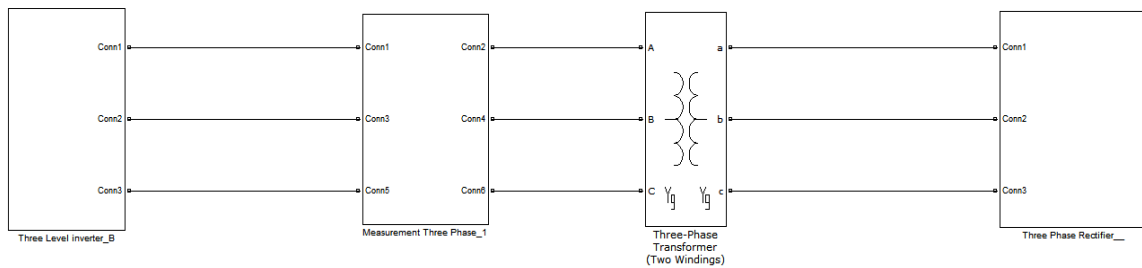 Conn1
Conn2
Conn3
Three Level inverter_B
Conn1
Conn3
Conn5
Conn2
Conn4
Conn6
Measurement Three Phase_1
A
B
C
a
b
c
Yg
Yg
Three-Phase
Transformer
(Two Windings)
Conn1
Conn2
Conn3
Three Phase Rectifier__